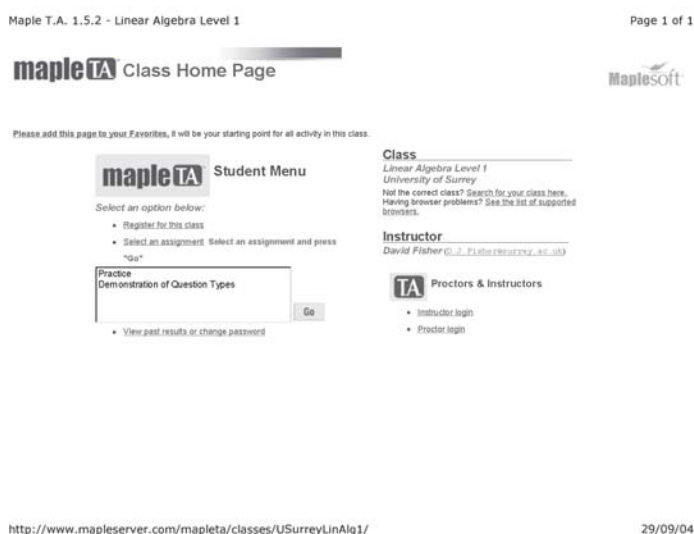 Maple T.A. 1.5.2 - Linear Algebra Level 1
Page 1 of 1
maple TA Class Home Page
Maplesoft
Please add this page to your Favorites, it will be your starting point for all activity in this class.
maple TA Student Menu
Select an option below:
• Register for this class
• Select an assignment Select an assignment and press
"Go"
Practice
Demonstration of Question Types
Go
• View past results or change password
Class
Linear Algebra Level 1
University of Surrey
Not the correct class? Search for your class here.
Having browser problems? See the list of supported
browsers.
Instructor
David Fisher (D.J.Fisher@surrey.ac.uk)
TA Proctors & Instructors
• Instructor login
• Proctor login
http://www.mapleserver.com/mapleta/classes/USurreyLinAlg1/
29/09/04